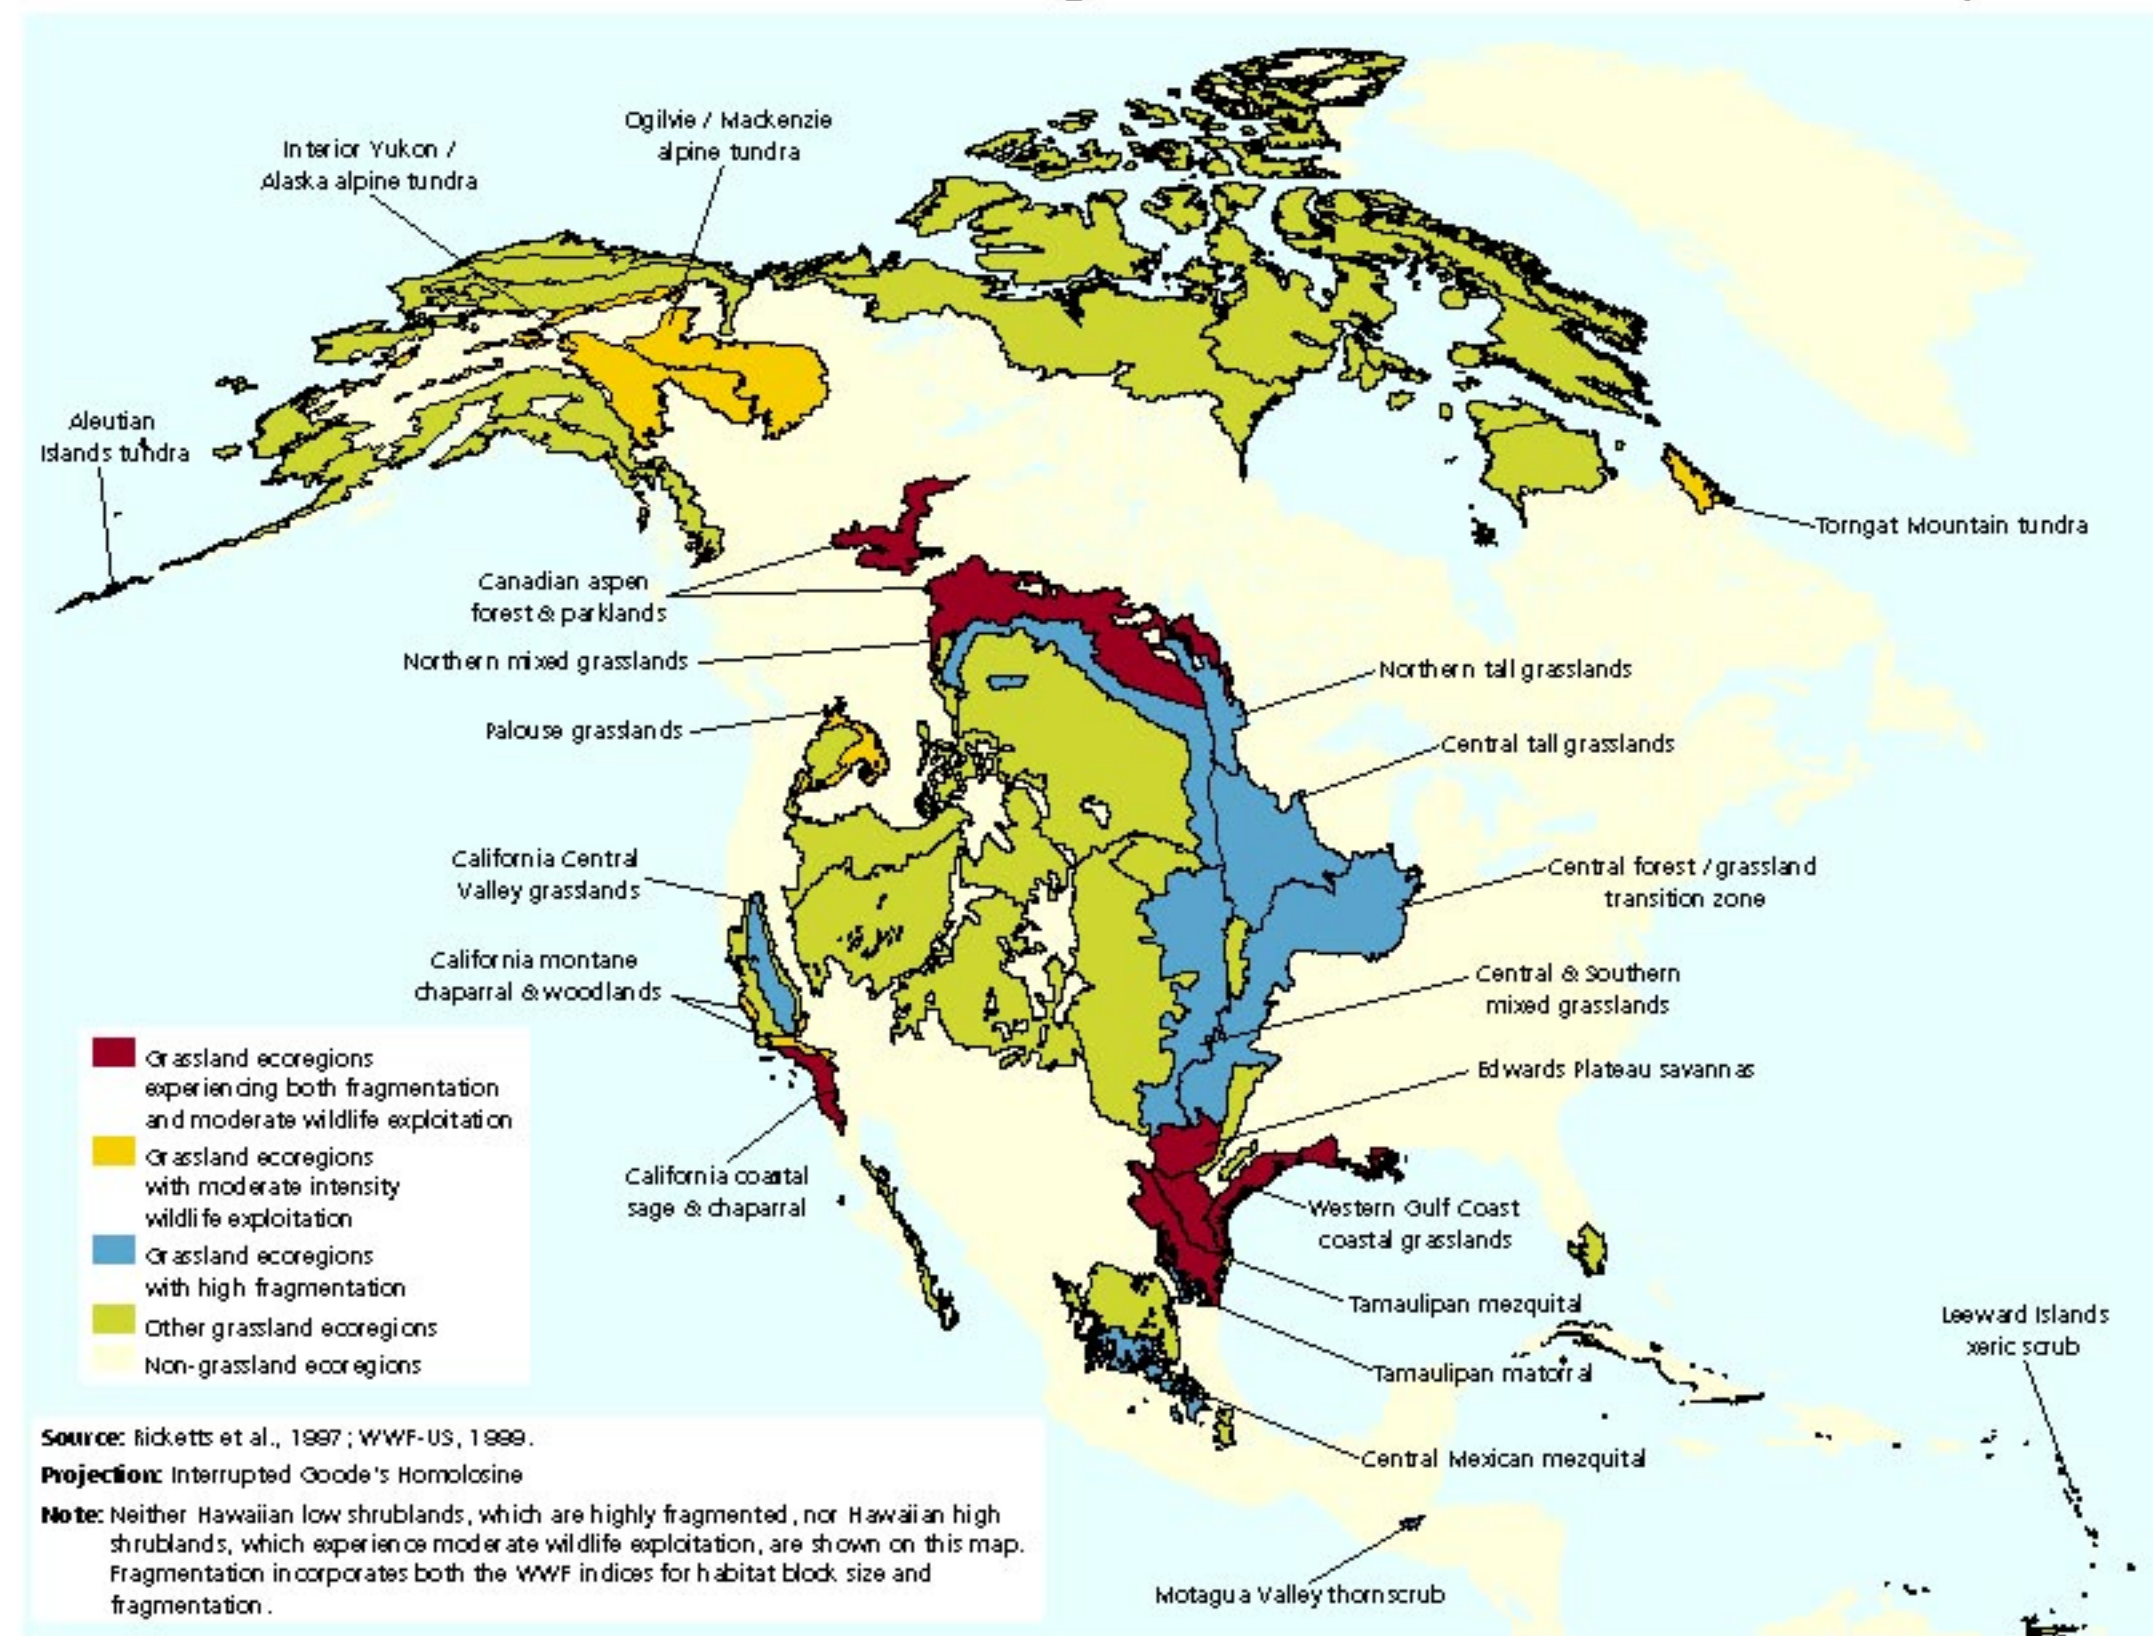 Interior Yukon /
Alaska alpine tundra
Ogilvie / Mackenzie
alpine tundra
Aleutian
Islands tundra
Torngat Mountain tundra
Canadian aspen
forest & parklands
Northern mixed grasslands
Northern tall grasslands
Palouse grasslands
Central tall grasslands
California Central
Valley grasslands
Central forest / grassland
transition zone
California montane
chaparral & woodlands
Central & Southern
mixed grasslands
Edwards Plateau savannas
Grassland ecoregions
experiencing both fragmentation
and moderate wildlife exploitation
Grassland ecoregions
with moderate intensity
wildlife exploitation
Grassland ecoregions
with high fragmentation
Other grassland ecoregions
Non-grassland ecoregions
California coastal
sage & chaparral
Western Gulf Coast
coastal grasslands
Tamaulipan mezquital
Leeward Islands
xeric scrub
Tamaulipan matorral
Central Mexican mezquital
Motagua Valley thornscrub
Source: Ricketts et al., 1997; WWF-US, 1999.
Projection: Interrupted Goode's Homolosine
Note: Neither Hawaiian low shrublands, which are highly fragmented, nor Hawaiian high
shrublands, which experience moderate wildlife exploitation, are shown on this map.
Fragmentation incorporates both the WWF indices for habitat block size and
fragmentation.